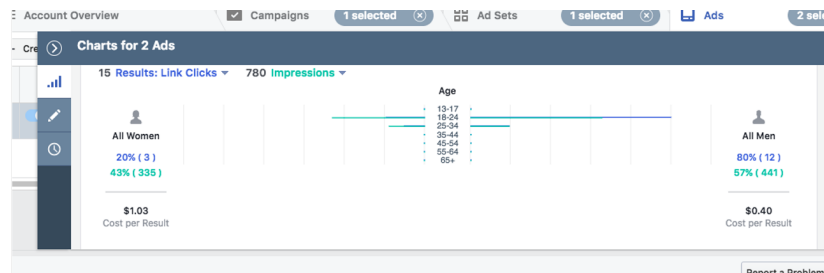 Account Overview
Campaigns
1 selected
Ad Sets
1 selected
Ads
Cre
Charts for 2 Ads
15 Results: Link Clicks
780 Impressions
Age
13-17
18-24
25-34
35-44
45-54
55-64
65+
All Women
20% ( 3 )
43% ( 335 )
$1.03
Cost per Result
All Men
80% ( 12 )
57% ( 441 )
$0.40
Cost per Result
Report a Problem